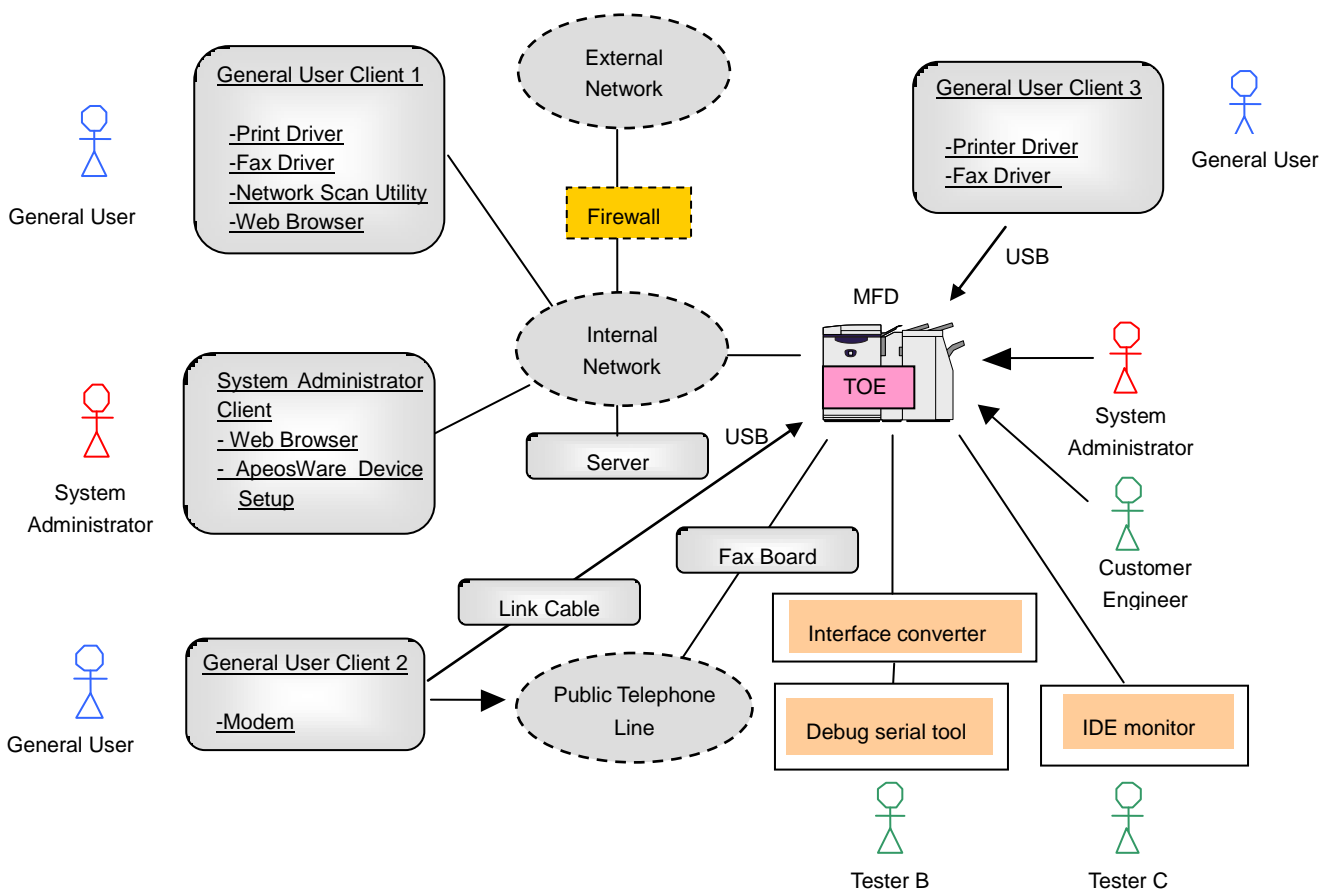 External
Network
General User Client 1
-Print Driver
-Fax Driver
-Network Scan Utility
-Web Browser
General User
General User Client 3
-Printer Driver
-Fax Driver
General User
Firewall
USB
MFD
Internal
Network
TOE
System Administrator
Client
- Web Browser
- ApeosWare Device
Setup
System
Administrator
System
Administrator
USB
Server
Fax Board
Customer
Engineer
Link Cable
Interface converter
General User Client 2
-Modem
General User
Public Telephone
Line
Debug serial tool
IDE monitor
Tester B
Tester C